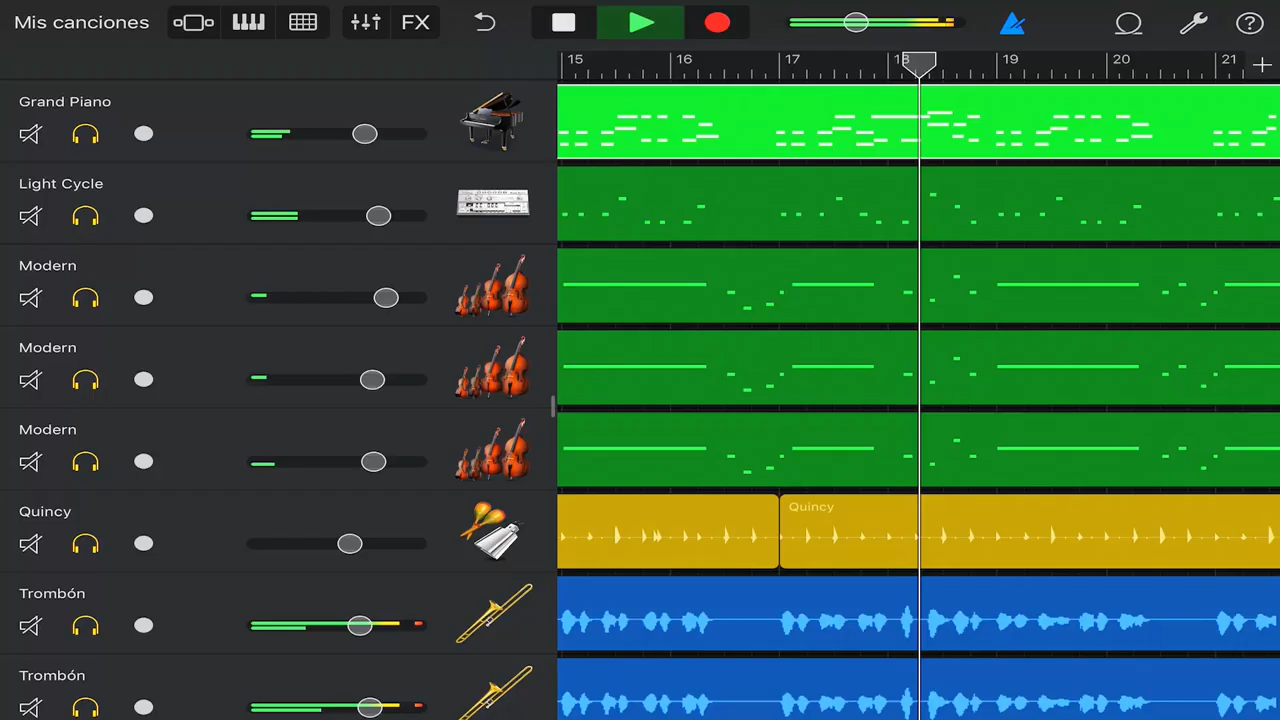 Mis canciones
FX
15 16 17 18 19 20 21
Grand Piano
Light Cycle
Modern
Modern
Modern
Quincy
Quincy
Trombón
Trombón